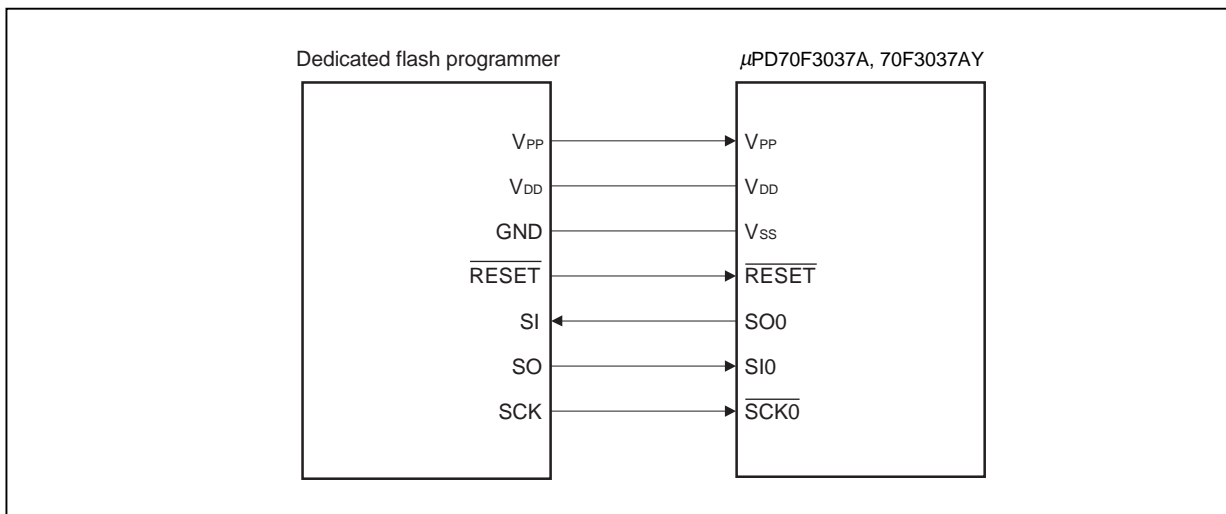 Dedicated flash programmer
μPD70F3037A, 70F3037AY
VPP
VPP
VDD
VDD
GND
VSS
RESET
RESET
SI
SO0
SO
SI0
SCK
SCK0